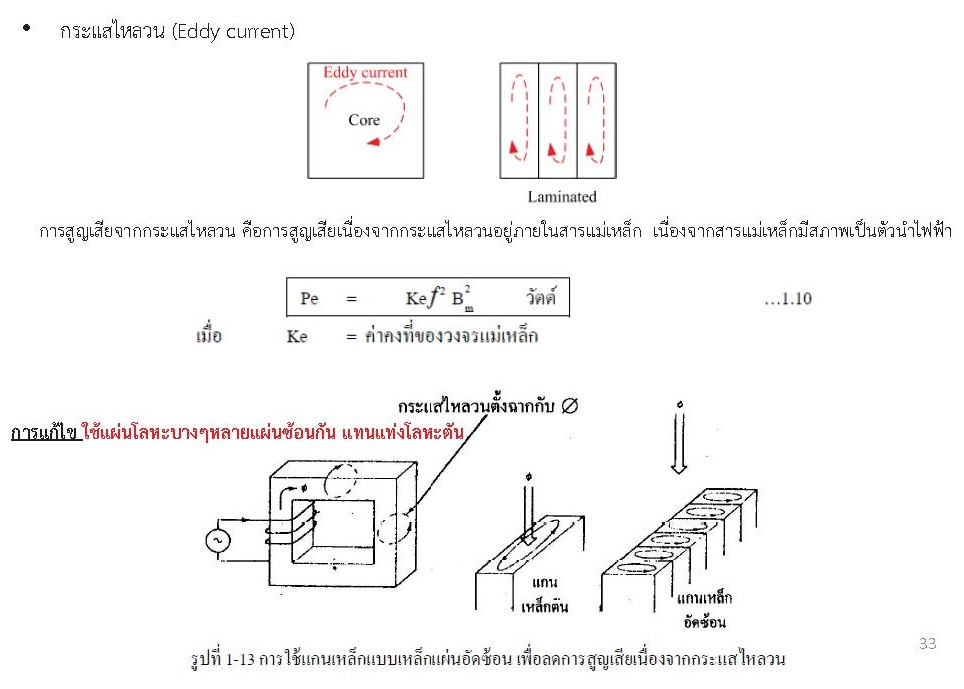 • กระแสไหลวน (Eddy current)
Eddy current
Core
Laminated
การสูญเสียจากกระแสไหลวน คือการสูญเสียเนื่องจากกระแสไหลวนอยู่ภายในสารแม่เหล็ก เนื่องจากสารแม่เหล็กมีสภาพเป็นตัวนำไฟฟ้า
Pe = Kef² B²m วัตต์ …1.10
เมื่อ Ke = ค่าคงที่ของวงจรแม่เหล็ก
กระแสไหลวนตั้งฉากกับ ∅
การแก้ไข ใช้แผ่นโลหะบางๆหลายแผ่นซ้อนกัน แทนแท่งโลหะตัน
แกน
เหล็กตัน
แกนเหล็ก
อัดซ้อน
33
รูปที่ 1-13 การใช้แกนเหล็กแบบเหล็กแผ่นอัดซ้อน เพื่อลดการสูญเสียเนื่องจากกระแสไหลวน